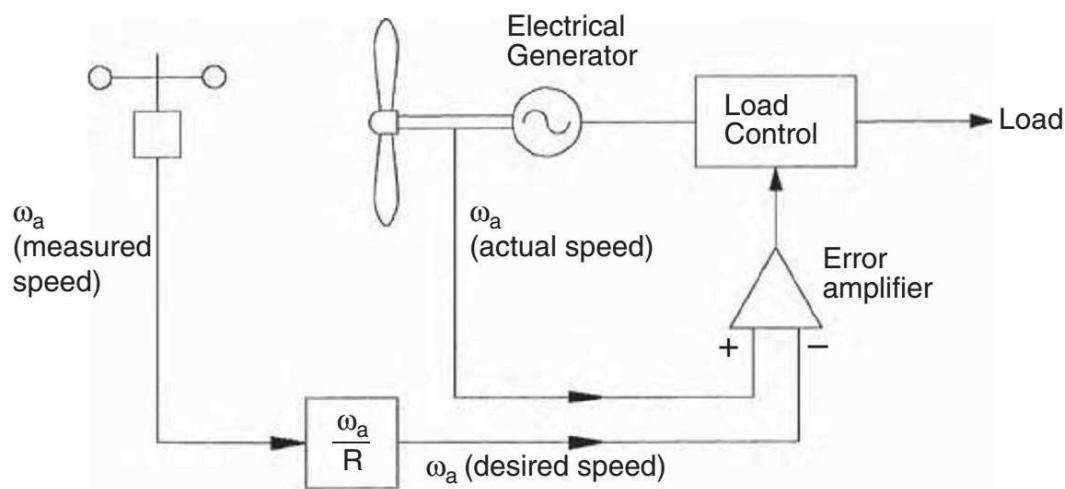 Electrical
Generator
Load
Control
Load
ωa
(measured
speed)
ωa
(actual speed)
Error
amplifier
+
−
ωa
R
ωa (desired speed)